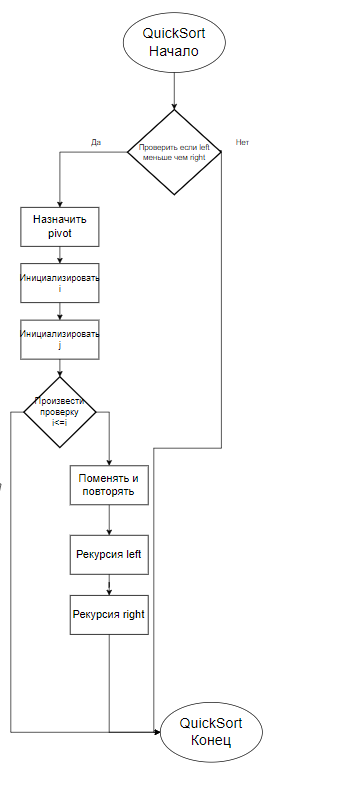 QuickSort
Начало
Проверить если left
меньше чем right
Да
Нет
Назначить
pivot
Инициализировать
i
Инициализировать
j
Произвести
проверку
i<=i
Поменять и
повторять
Рекурсия left
Рекурсия right
QuickSort
Конец